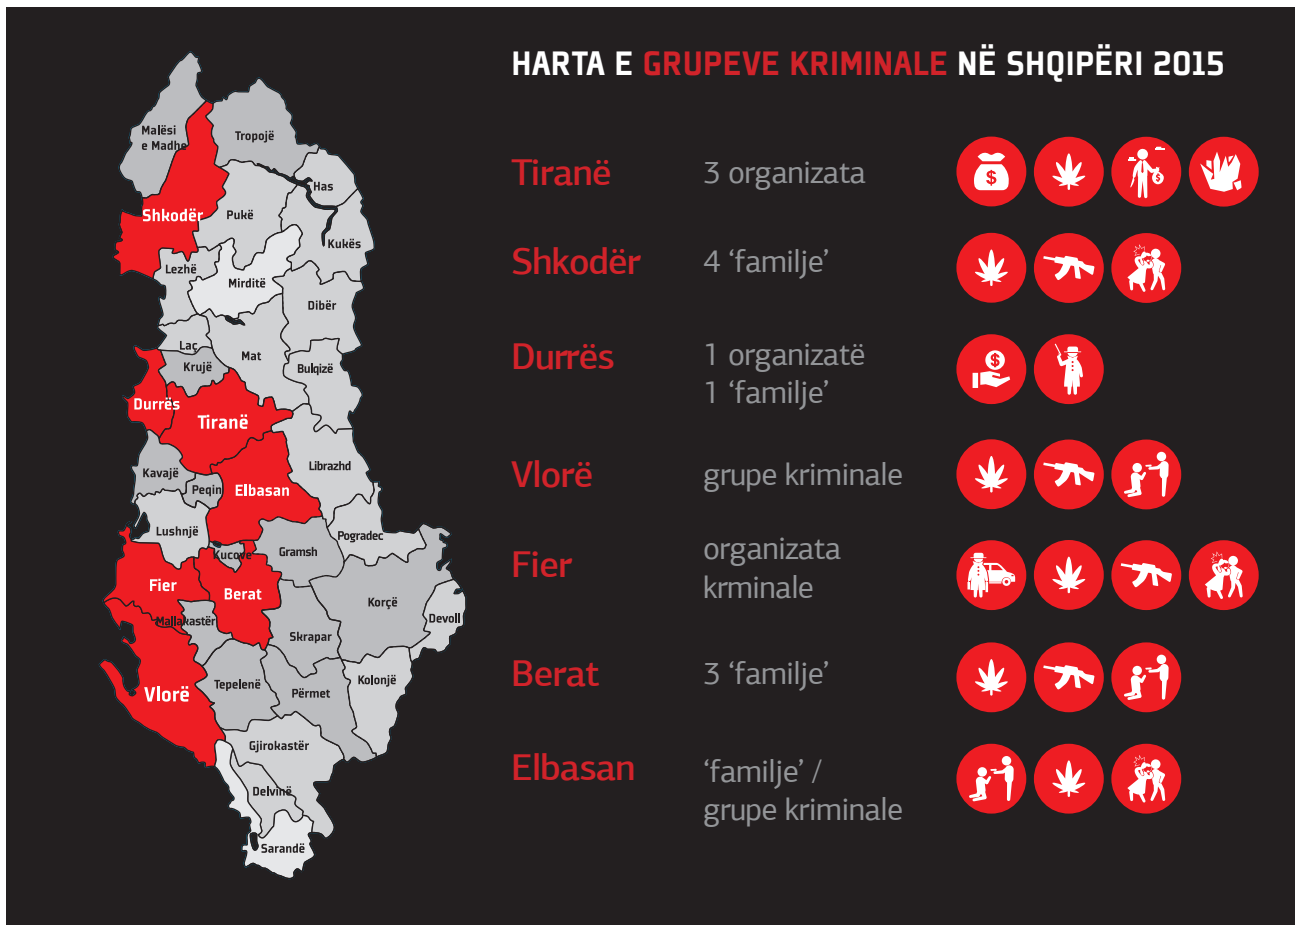 HARTA E GRUPEVE KRIMINALE NË SHQIPËRI 2015
Malësi
e Madhe
Tropojë
Shkodër
Has
Pukë
Kukës
Lezhë
Mirditë
Dibër
Laç
Mat
Krujë
Bulqizë
Durrës
Tiranë
Kavajë
Librazhd
Peqin
Elbasan
Lushnjë
Pogradec
Kucovë
Gramsh
Fier
Berat
Korçë
Mallakastër
Devoll
Skrapar
Vlorë
Tepelenë
Përmet
Kolonjë
Gjirokastër
Delvinë
Sarandë
Tiranë
3 organizata
$
$
Shkodër
4 ‘familje’
Durrës
1 organizatë
1 ‘familje’
$
Vlorë
grupe kriminale
Fier
organizata
krminale
Berat
3 ‘familje’
Elbasan
‘familje’ /
grupe kriminale